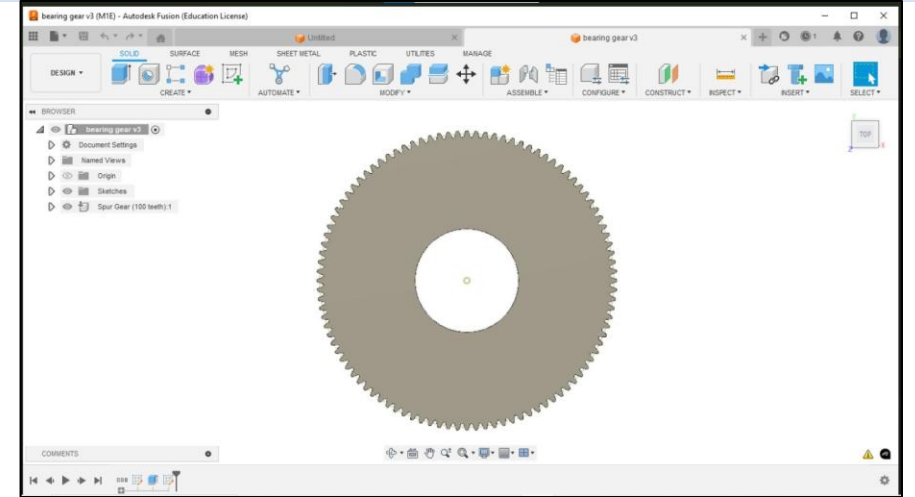 bearing gear v3 (M1E) - Autodesk Fusion (Education License)
Untitled
bearing gear v3
1
DESIGN
SOLID SURFACE MESH SHEET METAL PLASTIC UTILITIES MANAGE
CREATE AUTOMATE MODIFY ASSEMBLE CONFIGURE CONSTRUCT INSPECT INSERT SELECT
BROWSER
bearing gear v3
Document Settings
Named Views
Origin
Sketches
Spur Gear (100 teeth):1
TOP
Y
X
Z
COMMENTS